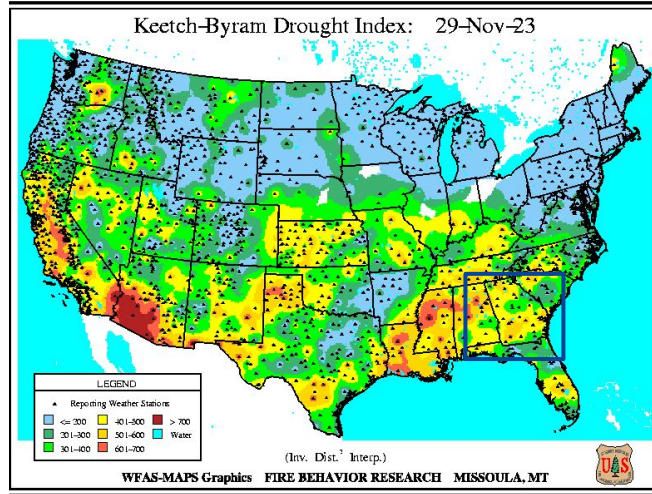 Keetch-Byram Drought Index: 29-Nov-23
LEGEND
Reporting Weather Stations
<= 200 401-500 > 700
201-300 501-600 Water
301-400 601-700
(Inv. Dist.² Interp.)
WFAS-MAPS Graphics FIRE BEHAVIOR RESEARCH MISSOULA, MT
U S